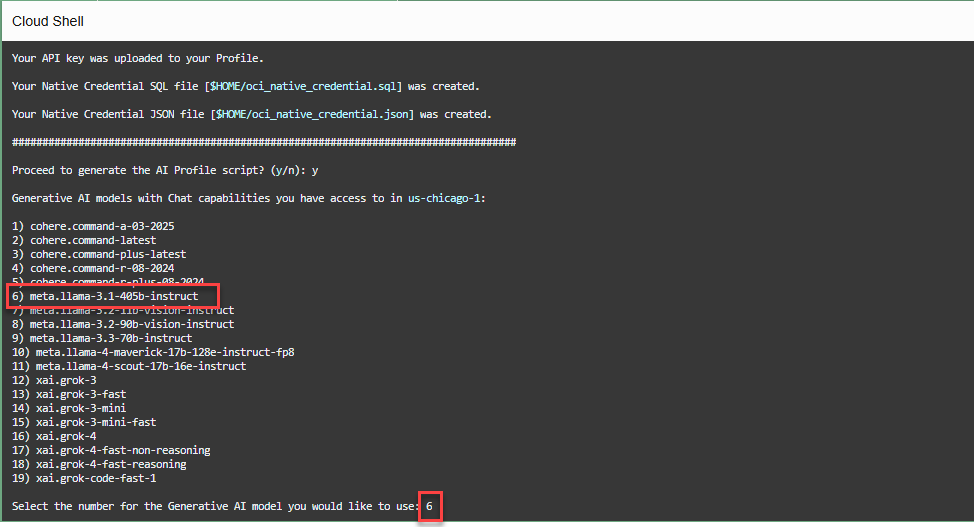 Cloud Shell
Your API key was uploaded to your Profile.
Your Native Credential SQL file [$HOME/oci_native_credential.sql] was created.
Your Native Credential JSON file [$HOME/oci_native_credential.json] was created.
####################################################################################
Proceed to generate the AI Profile script? (y/n): y
Generative AI models with Chat capabilities you have access to in us-chicago-1:
1) cohere.command-a-03-2025
2) cohere.command-latest
3) cohere.command-plus-latest
4) cohere.command-r-08-2024
5) cohere.command-r-plus-08-2024
6) meta.llama-3.1-405b-instruct
7) meta.llama-3.2-11b-vision-instruct
8) meta.llama-3.2-90b-vision-instruct
9) meta.llama-3.3-70b-instruct
10) meta.llama-4-maverick-17b-128e-instruct-fp8
11) meta.llama-4-scout-17b-16e-instruct
12) xai.grok-3
13) xai.grok-3-fast
14) xai.grok-3-mini
15) xai.grok-3-mini-fast
16) xai.grok-4
17) xai.grok-4-fast-non-reasoning
18) xai.grok-4-fast-reasoning
19) xai.grok-code-fast-1
Select the number for the Generative AI model you would like to use: 6